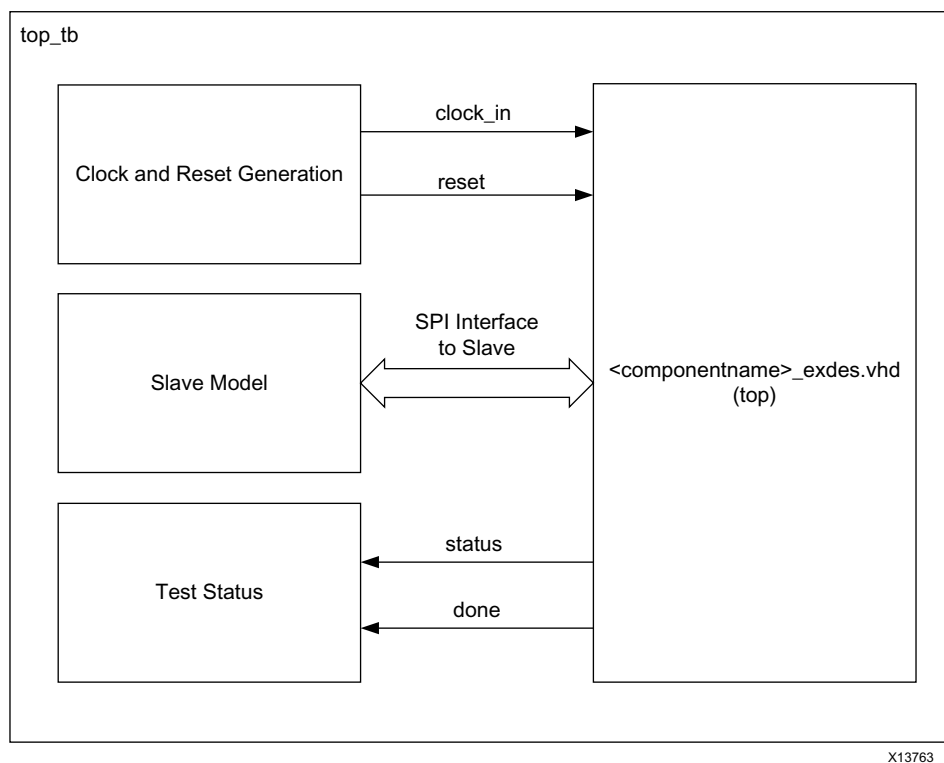 top_tb
clock_in
Clock and Reset Generation
reset
SPI Interface
to Slave
Slave Model
<componentname>_exdes.vhd
(top)
status
Test Status
done
X13763